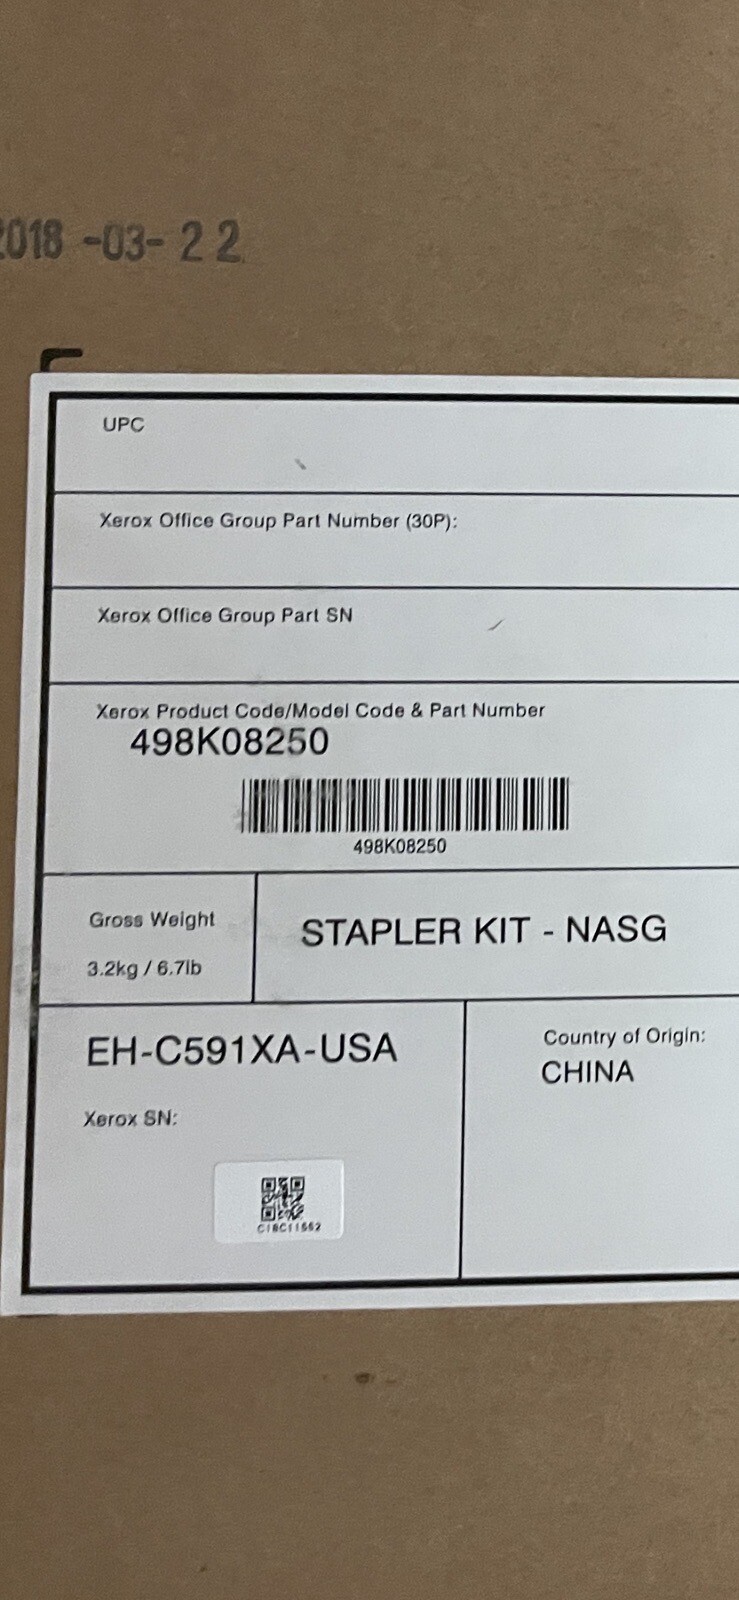 2018 -03- 22
UPC
Xerox Office Group Part Number (30P):
Xerox Office Group Part SN
Xerox Product Code/Model Code & Part Number
498K08250
498K08250
Gross Weight
3.2kg / 6.7lb
STAPLER KIT - NASG
EH-C591XA-USA
Xerox SN:
Country of Origin:
CHINA